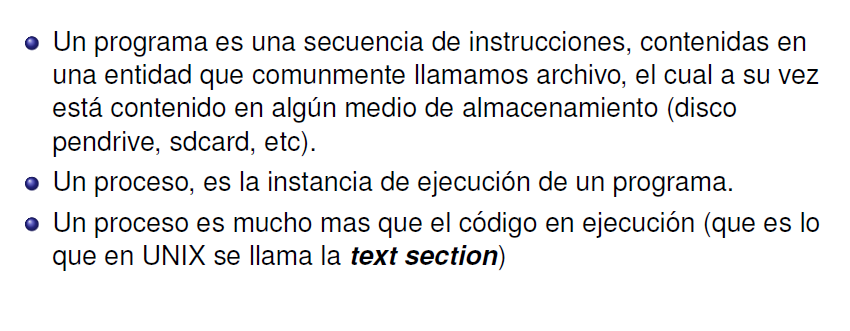 Un programa es una secuencia de instrucciones, contenidas en
una entidad que comunmente llamamos archivo, el cual a su vez
está contenido en algún medio de almacenamiento (disco
pendrive, sdcard, etc).
Un proceso, es la instancia de ejecución de un programa.
Un proceso es mucho mas que el código en ejecución (que es lo
que en UNIX se llama la text section)